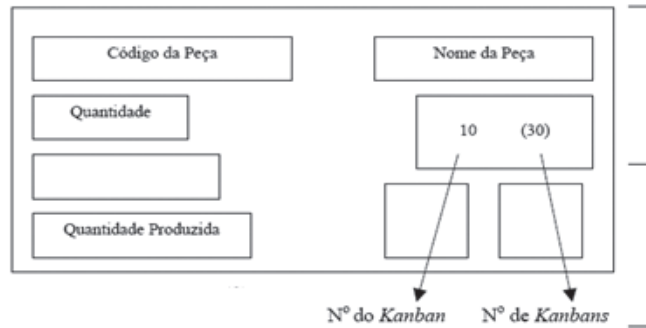 Código da Peça
Nome da Peça
Quantidade
10 (30)
Quantidade Produzida
Nº do Kanban
Nº de Kanbans